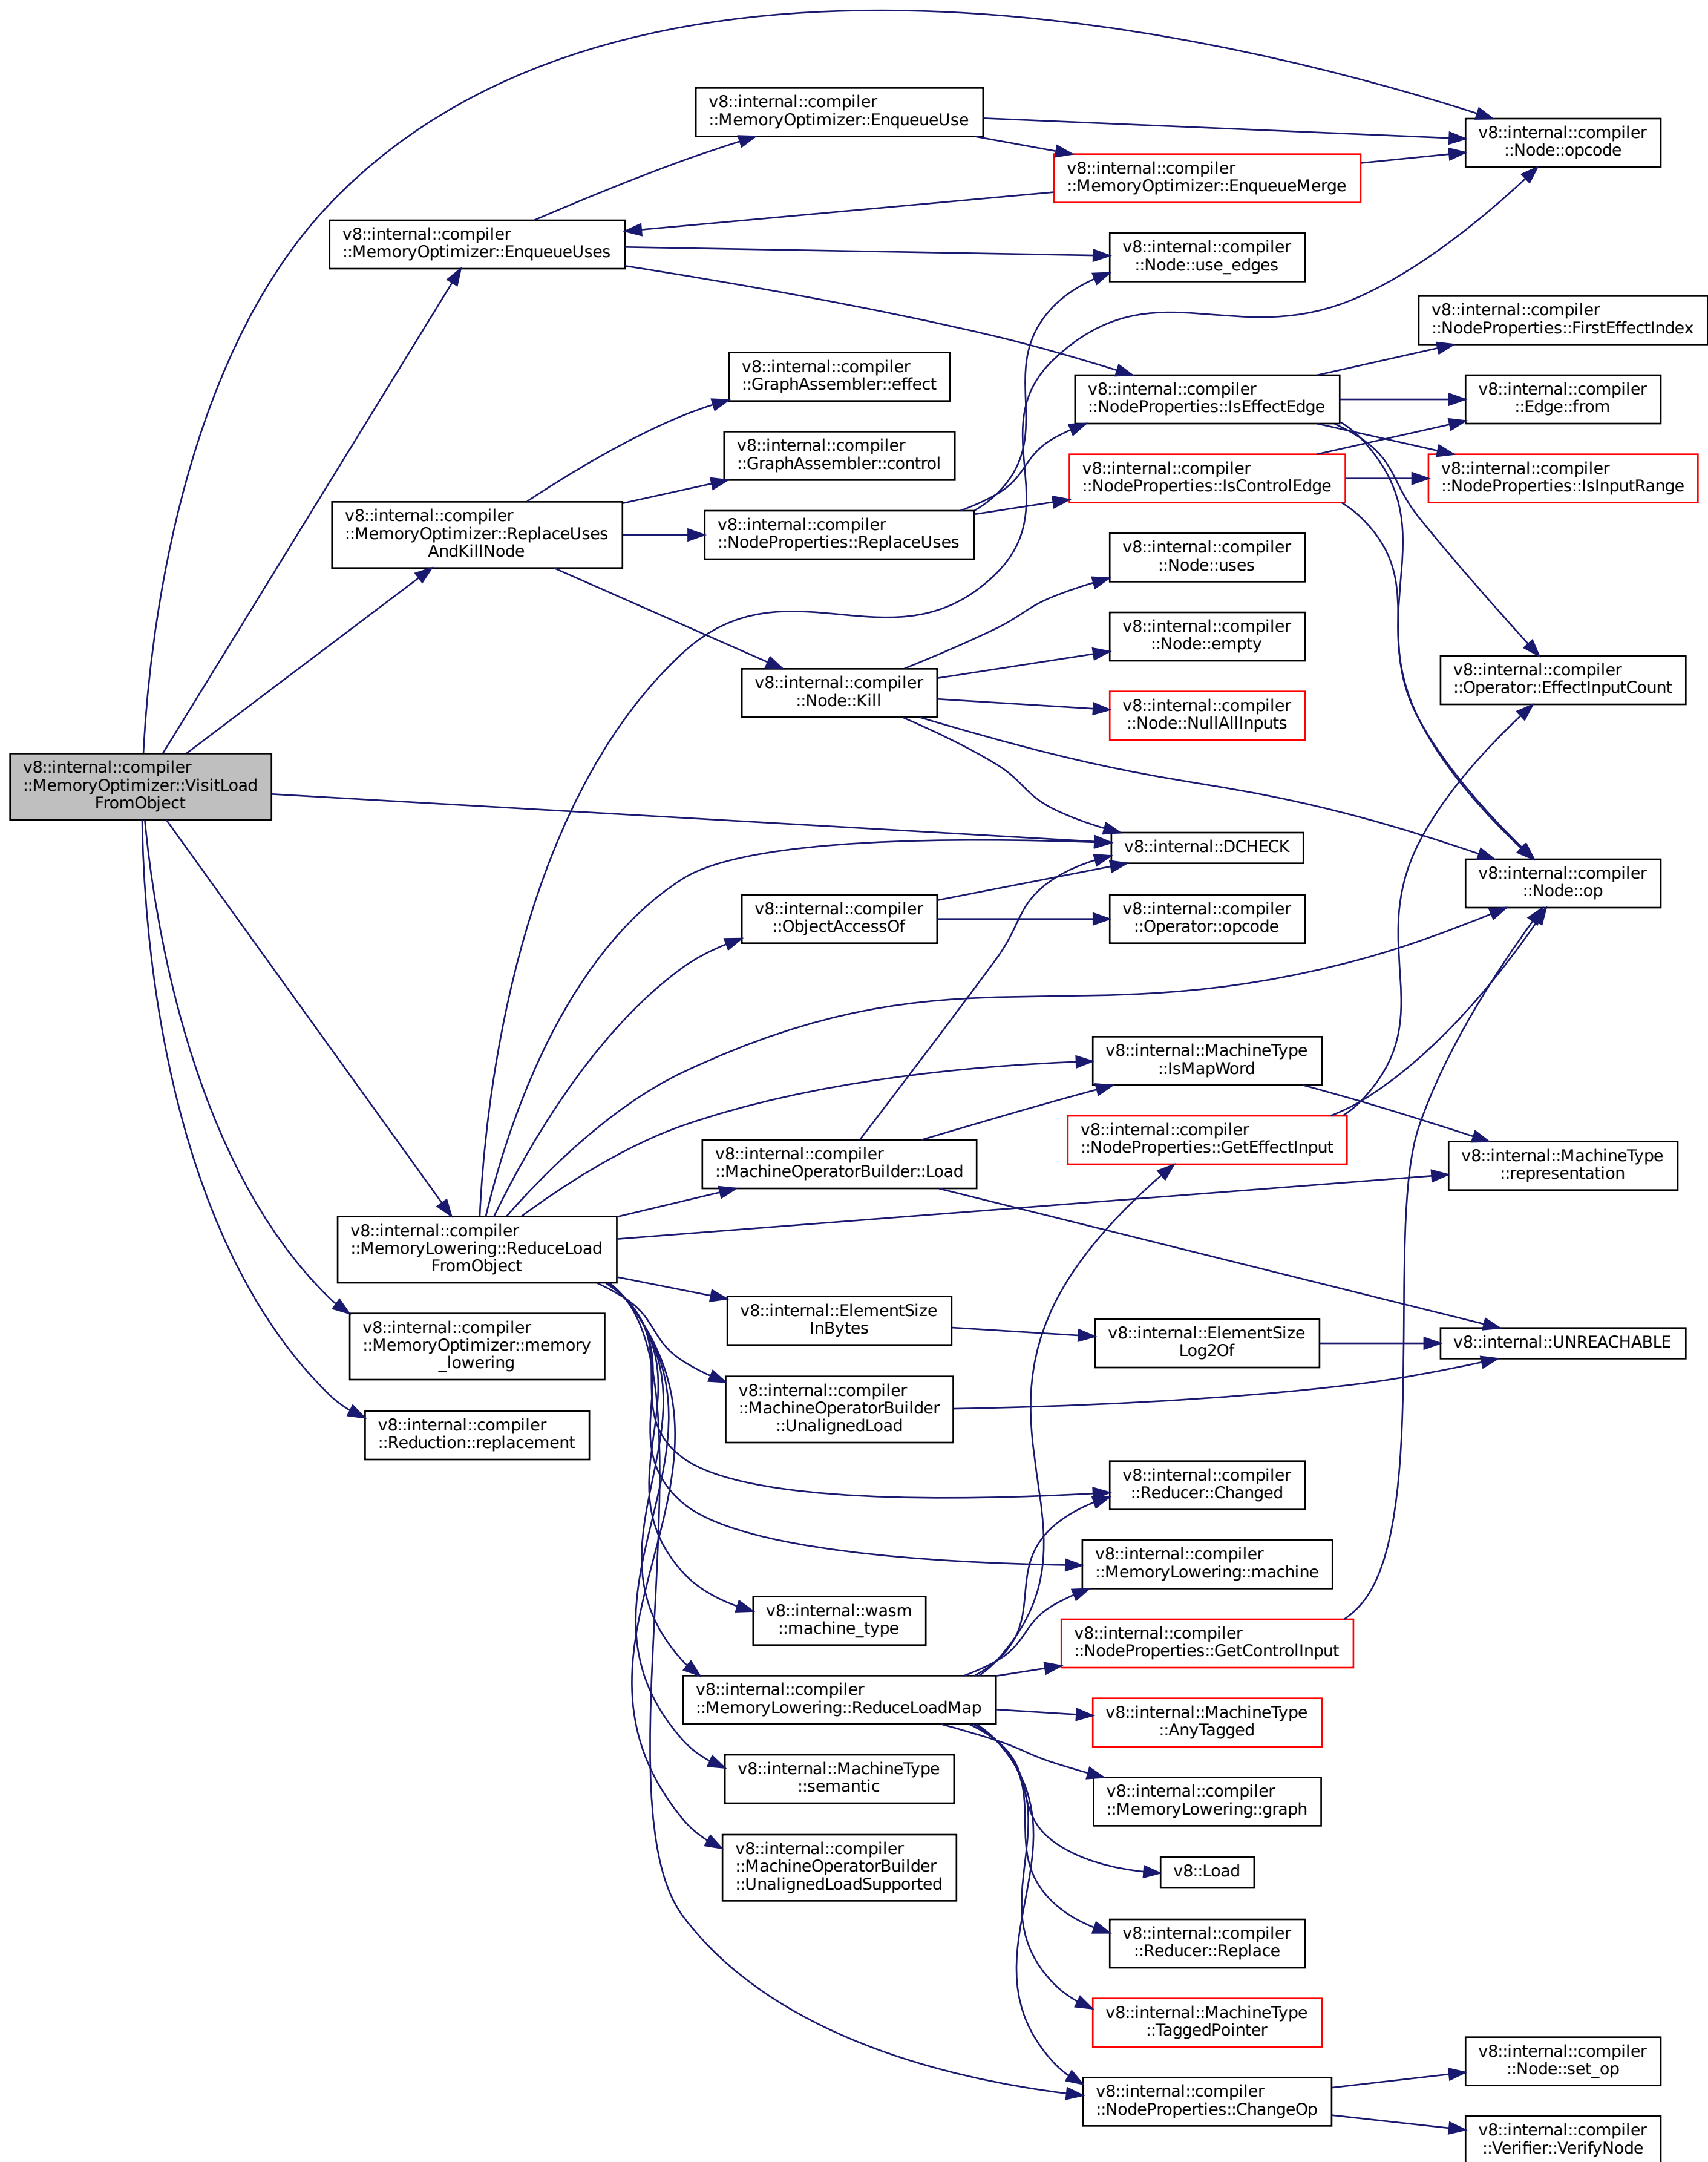 v8::internal::compiler
::MemoryOptimizer::VisitLoad
FromObject
v8::internal::compiler
::MemoryOptimizer::EnqueueUses
v8::internal::compiler
::MemoryOptimizer::ReplaceUses
AndKillNode
v8::internal::compiler
::MemoryLowering::ReduceLoad
FromObject
v8::internal::compiler
::MemoryOptimizer::memory
_lowering
v8::internal::compiler
::Reduction::replacement
v8::internal::compiler
::MemoryOptimizer::EnqueueUse
v8::internal::compiler
::GraphAssembler::effect
v8::internal::compiler
::GraphAssembler::control
v8::internal::compiler
::NodeProperties::ReplaceUses
v8::internal::compiler
::Node::Kill
v8::internal::compiler
::ObjectAccessOf
v8::internal::compiler
::MachineOperatorBuilder::Load
v8::internal::ElementSize
InBytes
v8::internal::compiler
::MachineOperatorBuilder
::UnalignedLoad
v8::internal::wasm
::machine_type
v8::internal::compiler
::MemoryLowering::ReduceLoadMap
v8::internal::MachineType
::semantic
v8::internal::compiler
::MachineOperatorBuilder
::UnalignedLoadSupported
v8::internal::compiler
::MemoryOptimizer::EnqueueMerge
v8::internal::compiler
::Node::use_edges
v8::internal::compiler
::NodeProperties::IsEffectEdge
v8::internal::compiler
::NodeProperties::IsControlEdge
v8::internal::compiler
::Node::uses
v8::internal::compiler
::Node::empty
v8::internal::compiler
::Node::NullAllInputs
v8::internal::DCHECK
v8::internal::compiler
::Operator::opcode
v8::internal::MachineType
::IsMapWord
v8::internal::compiler
::NodeProperties::GetEffectInput
v8::internal::ElementSize
Log2Of
v8::internal::compiler
::Reducer::Changed
v8::internal::compiler
::MemoryLowering::machine
v8::internal::compiler
::NodeProperties::GetControlInput
v8::internal::MachineType
::AnyTagged
v8::internal::compiler
::MemoryLowering::graph
v8::Load
v8::internal::compiler
::Reducer::Replace
v8::internal::MachineType
::TaggedPointer
v8::internal::compiler
::NodeProperties::ChangeOp
v8::internal::compiler
::Node::opcode
v8::internal::compiler
::NodeProperties::FirstEffectIndex
v8::internal::compiler
::Edge::from
v8::internal::compiler
::NodeProperties::IsInputRange
v8::internal::compiler
::Operator::EffectInputCount
v8::internal::compiler
::Node::op
v8::internal::MachineType
::representation
v8::internal::UNREACHABLE
v8::internal::compiler
::Node::set_op
v8::internal::compiler
::Verifier::VerifyNode